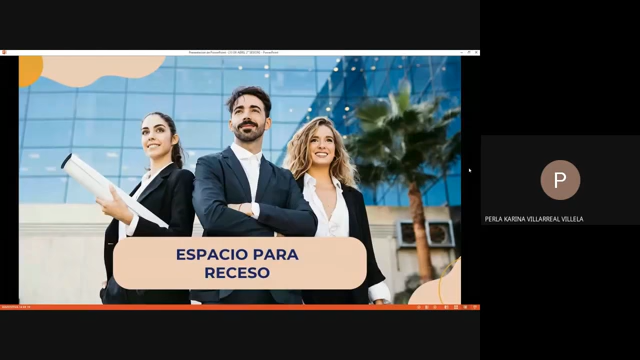 ESPACIO PARA
RECESO
P
PERLA KARINA VILLARREAL VILLELA